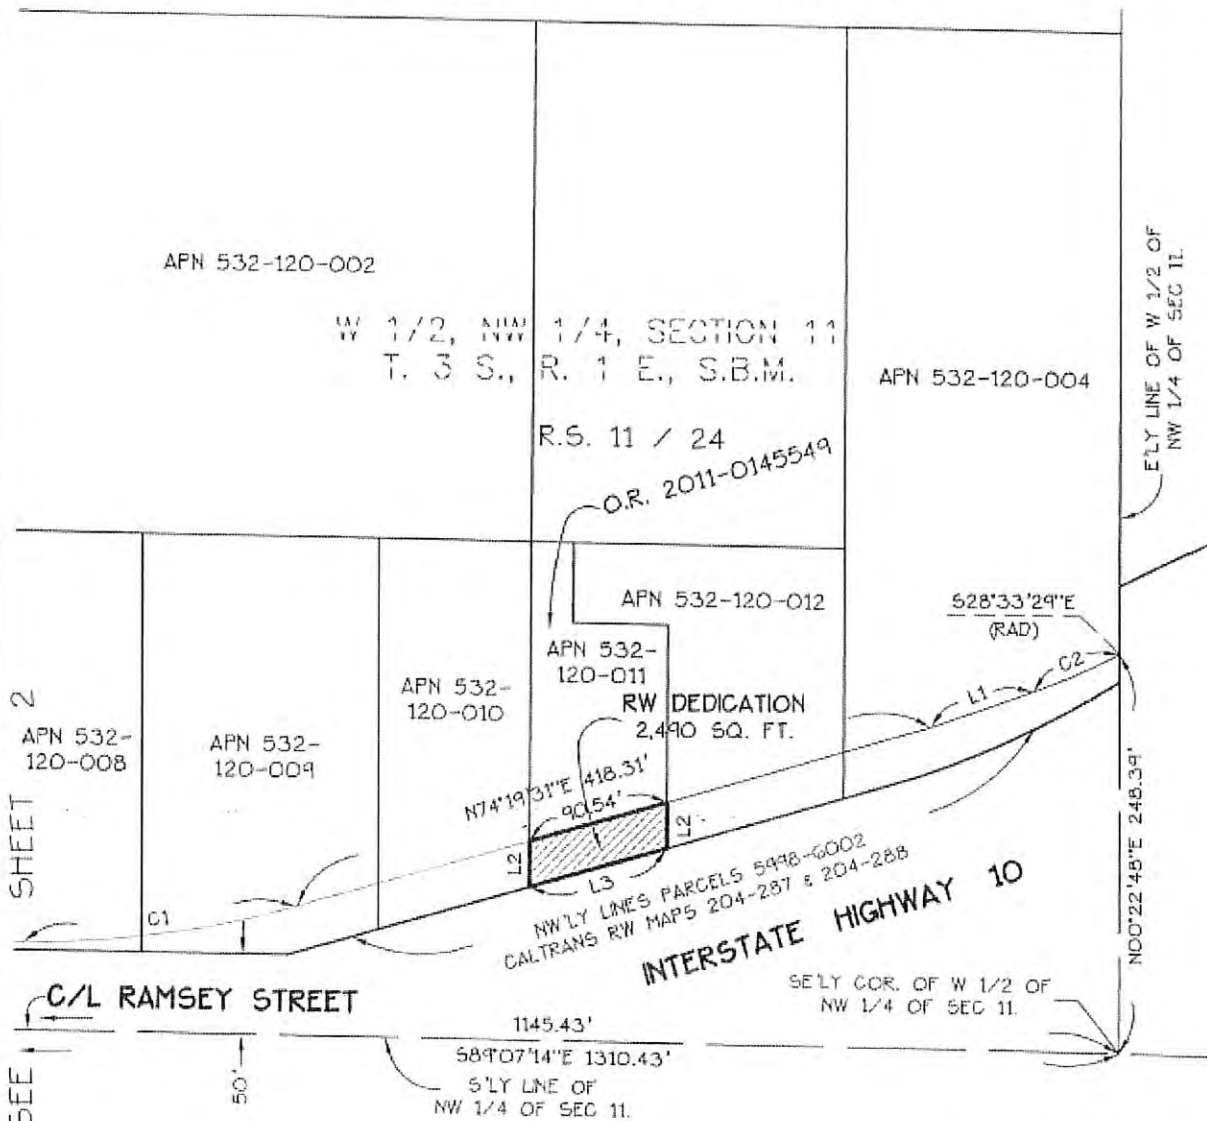 APN 532-120-002
W 1/2, NW 1/4, SECTION 11
T. 3 S., R. 1 E., S.B.M.
R.S. 11 / 24
O.R. 2011-0145549
APN 532-120-004
E'LY LINE OF W 1/2 OF
NW 1/4 OF SEC 11.
APN 532-120-012
S28°33'29"E
(RAD)
APN 532-
120-011
APN 532-
120-010
RW DEDICATION
2,490 SQ. FT.
C2
L1
APN 532-
120-008
APN 532-
120-009
N74°19'31"E 418.31'
90.54'
L2
L2
L3
C1
NW'LY LINES PARCELS 5998-6002
CALTRANS RW MAPS 204-287 & 204-288
INTERSTATE HIGHWAY 10
N00°22'48"E 248.39'
SE'LY COR. OF W 1/2 OF
NW 1/4 OF SEC 11.
C/L RAMSEY STREET
1145.43'
S89°07'14"E 1310.43'
S'LY LINE OF
NW 1/4 OF SEC 11.
50'
SEE SHEET 2